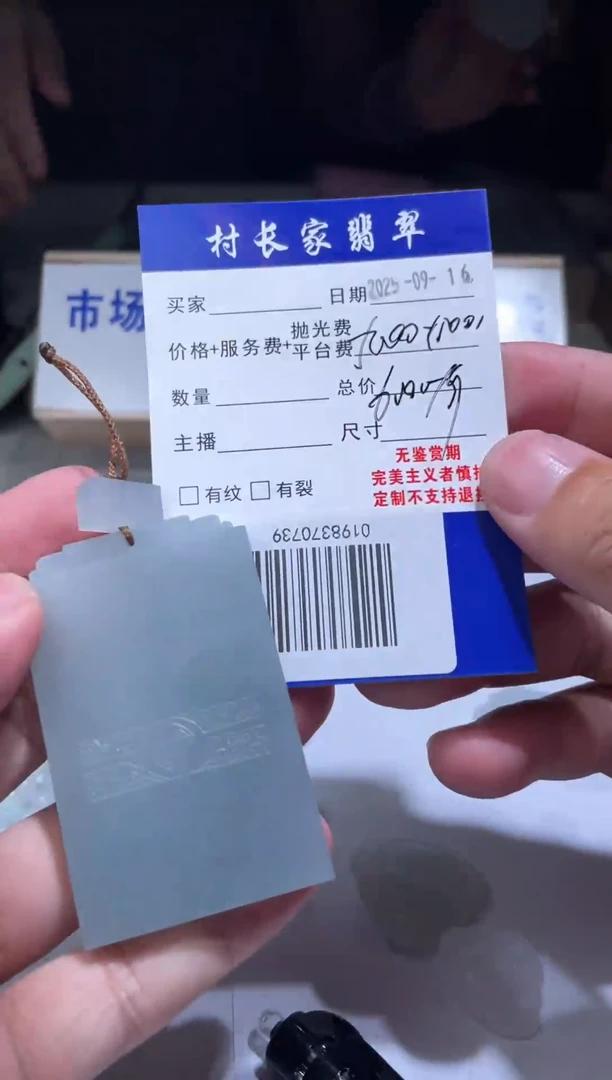 村长家翡翠
市场
买家
日期 2025-09-16
价格+服务费+抛光费平台费
数量
总价
主播
尺寸
无鉴赏期
完美主义者慎拍
定制不支持退换
□有纹 □有裂
0198370739